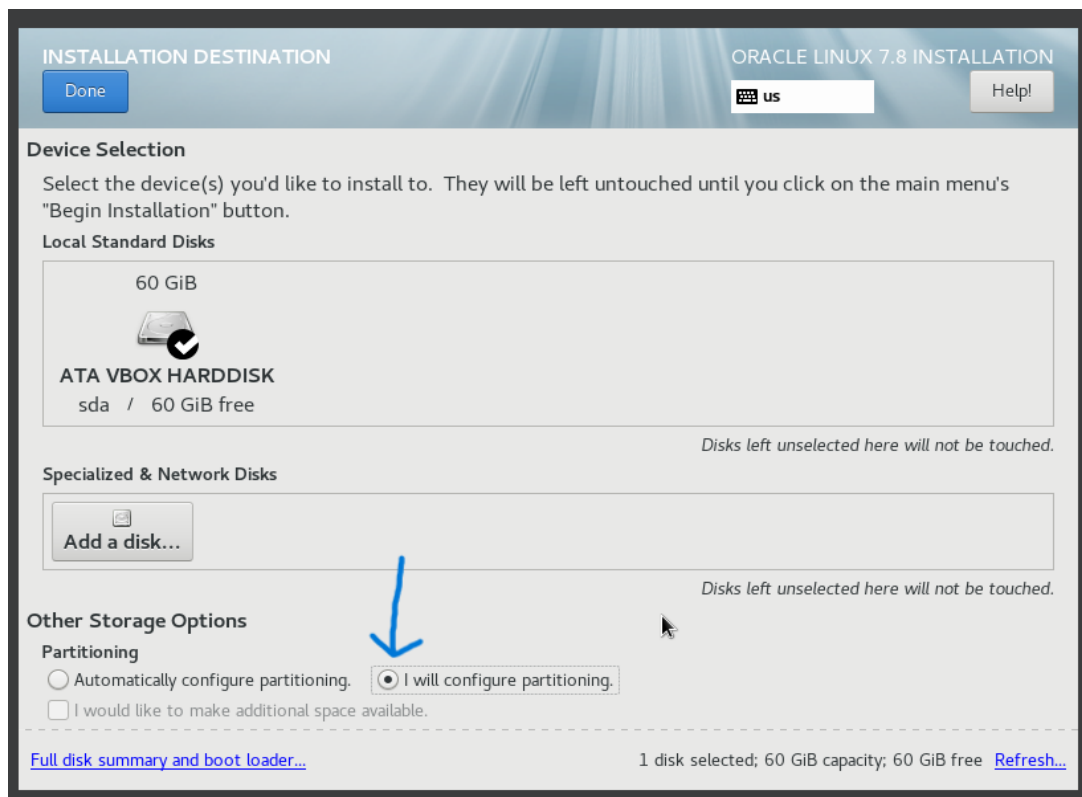 INSTALLATION DESTINATION
ORACLE LINUX 7.8 INSTALLATION
Done
us
Help!
Device Selection
Select the device(s) you'd like to install to.  They will be left untouched until you click on the main menu's
"Begin Installation" button.
Local Standard Disks
60 GiB
ATA VBOX HARDDISK
sda / 60 GiB free
Disks left unselected here will not be touched.
Specialized & Network Disks
Add a disk...
Disks left unselected here will not be touched.
Other Storage Options
Partitioning
Automatically configure partitioning. I will configure partitioning.
I would like to make additional space available.
Full disk summary and boot loader... 1 disk selected; 60 GiB capacity; 60 GiB free Refresh...